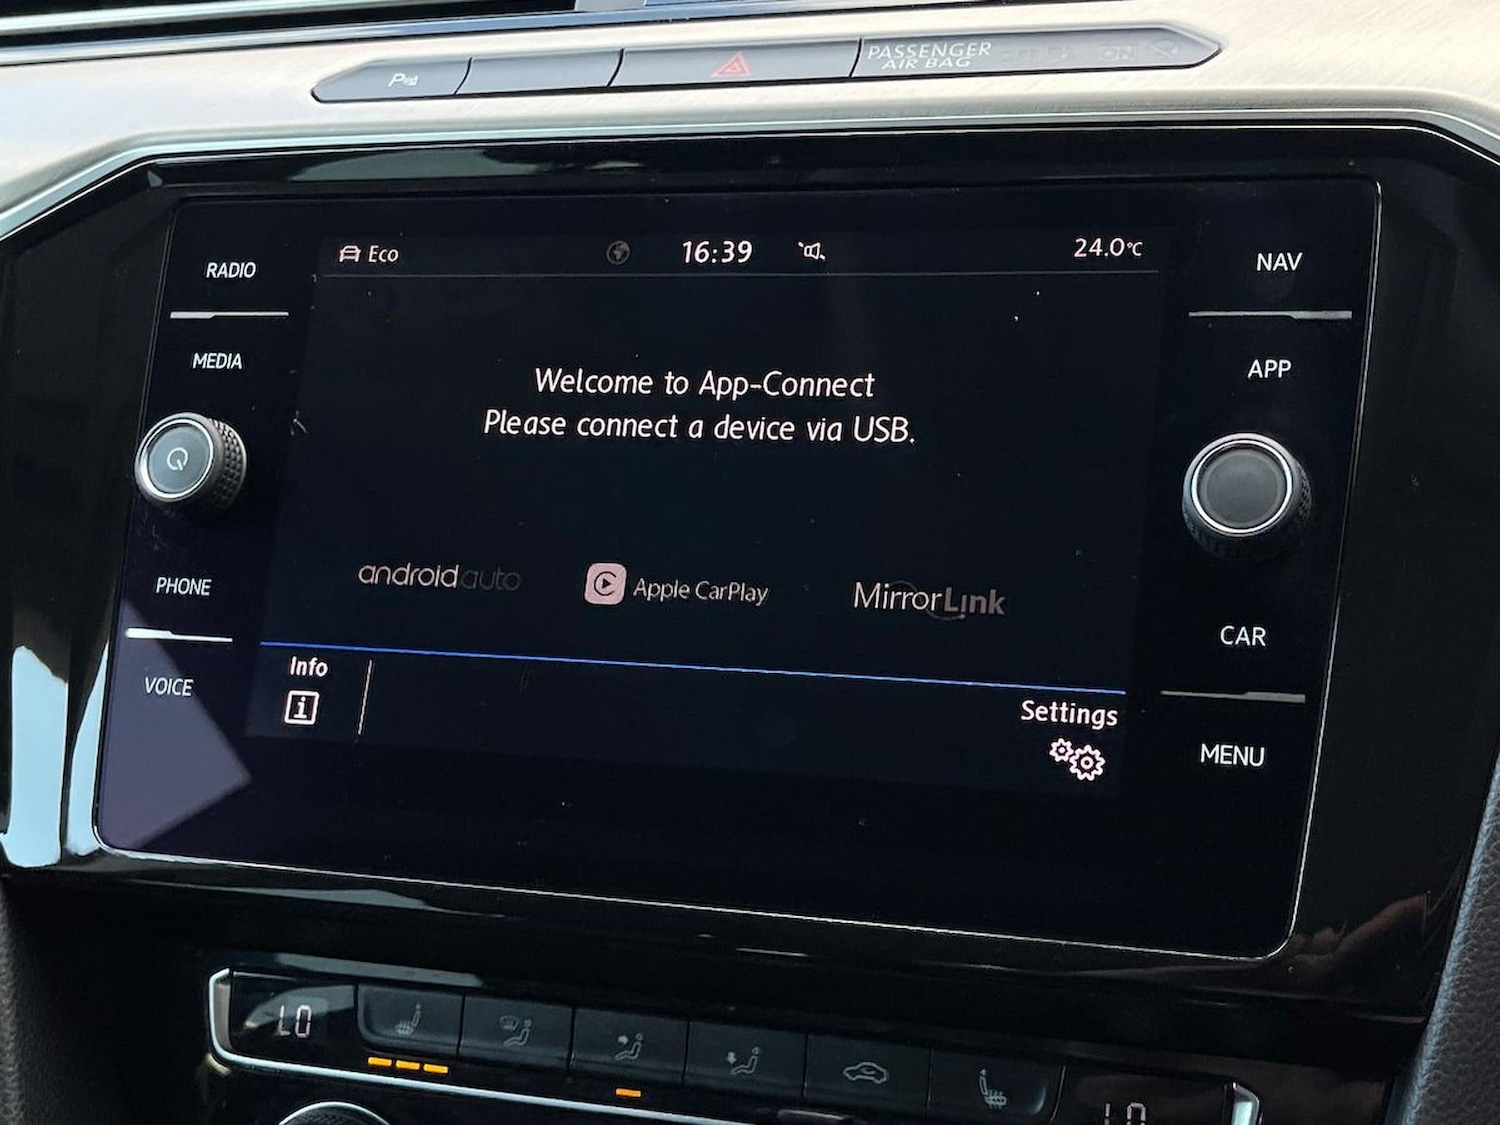 P
PASSENGER
AIR BAG
ON
RADIO
Eco
16:39
24.0°C
NAV
MEDIA
APP
Welcome to App-Connect
Please connect a device via USB.
android auto
Apple CarPlay
MirrorLink
PHONE
CAR
VOICE
Info
i
Settings
MENU
LO
LO